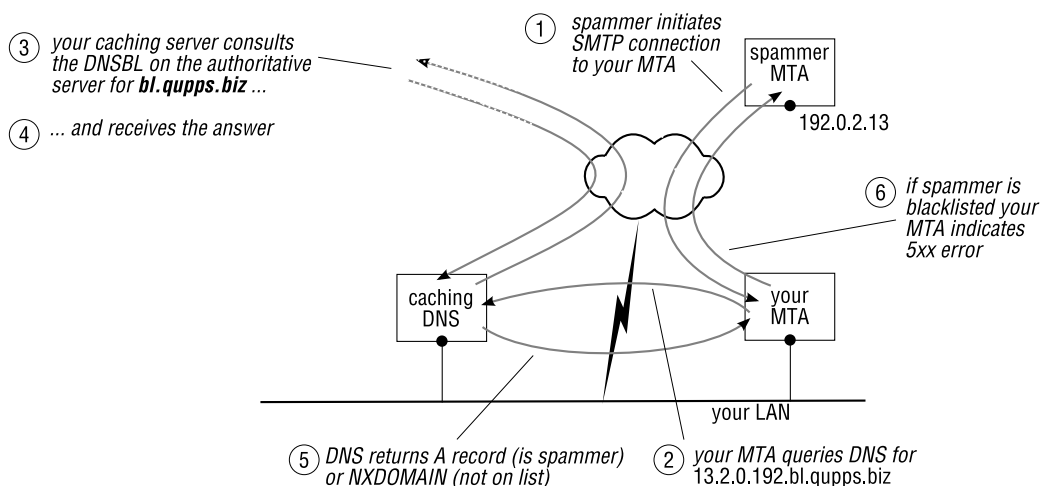 ① spammer initiates
SMTP connection
to your MTA
spammer
MTA
192.0.2.13
③ your caching server consults
the DNSBL on the authoritative
server for bl.qupps.biz ...
④ ... and receives the answer
⑥ if spammer is
blacklisted your
MTA indicates
5xx error
caching
DNS
your
MTA
your LAN
⑤ DNS returns A record (is spammer)
or NXDOMAIN (not on list)
② your MTA queries DNS for
13.2.0.192.bl.qupps.biz